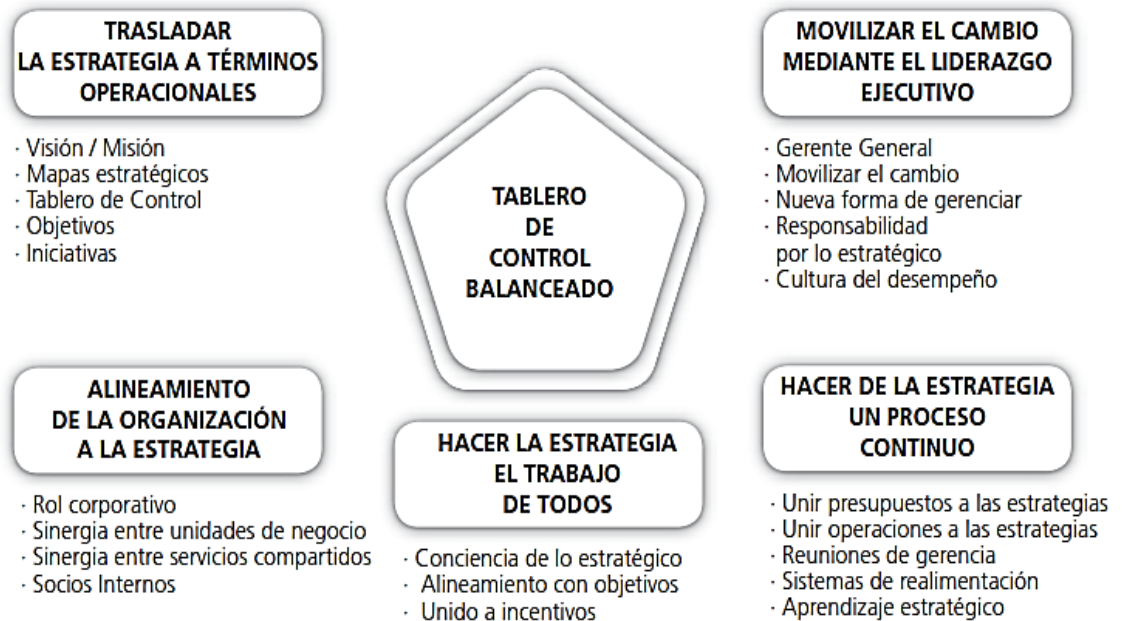 TRASLADAR
LA ESTRATEGIA A TÉRMINOS
OPERACIONALES
· Visión / Misión
· Mapas estratégicos
· Tablero de Control
· Objetivos
· Iniciativas
MOVILIZAR EL CAMBIO
MEDIANTE EL LIDERAZGO
EJECUTIVO
· Gerente General
· Movilizar el cambio
· Nueva forma de gerenciar
· Responsabilidad
por lo estratégico
· Cultura del desempeño
TABLERO
DE
CONTROL
BALANCEADO
ALINEAMIENTO
DE LA ORGANIZACIÓN
A LA ESTRATEGIA
· Rol corporativo
· Sinergia entre unidades de negocio
· Sinergia entre servicios compartidos
· Socios Internos
HACER LA ESTRATEGIA
EL TRABAJO
DE TODOS
· Conciencia de lo estratégico
· Alineamiento con objetivos
· Unido a incentivos
HACER DE LA ESTRATEGIA
UN PROCESO
CONTINUO
· Unir presupuestos a las estrategias
· Unir operaciones a las estrategias
· Reuniones de gerencia
· Sistemas de realimentación
· Aprendizaje estratégico